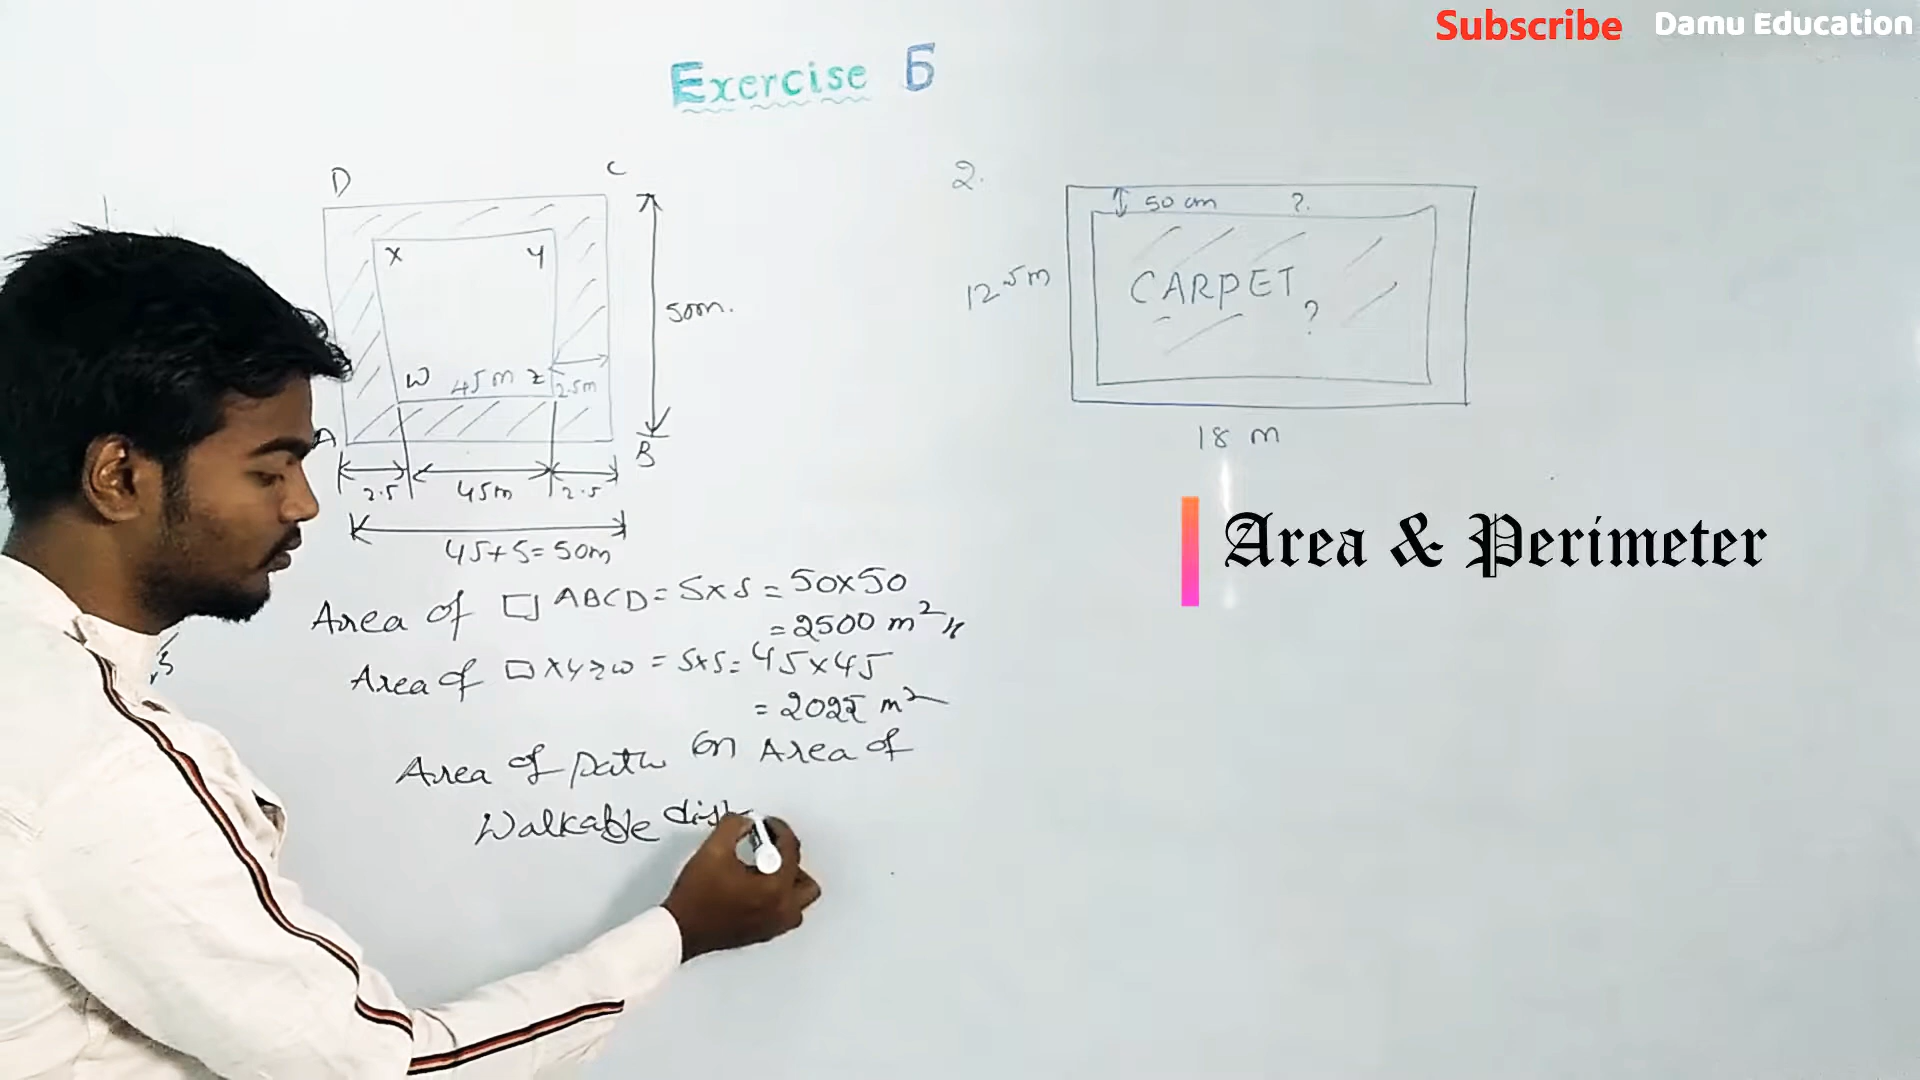 Subscribe Damu Education
Exercise 5
D C
X Y
50m.
W 45m Z 2.5m
A B
2.5 45m 2.5
45+5=50m
Area of □ ABCD = S×S = 50×50
= 2500 m²
Area of □ XYZW = S×S = 45×45
= 2025 m²
Area of path Area of
Walkable
2.
50 cm ?.
12 5m
CARPET
?
18 m
Area & Perimeter